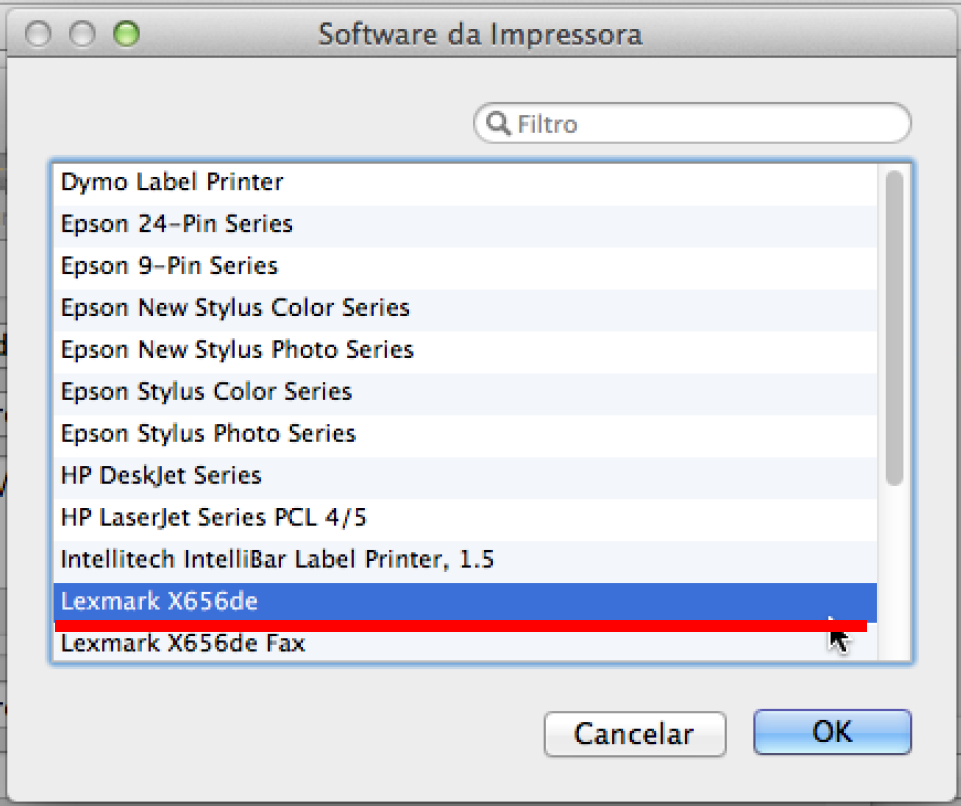 Software da Impressora
Filtro
Dymo Label Printer
Epson 24-Pin Series
Epson 9-Pin Series
Epson New Stylus Color Series
Epson New Stylus Photo Series
Epson Stylus Color Series
Epson Stylus Photo Series
HP DeskJet Series
HP LaserJet Series PCL 4/5
Intellitech IntelliBar Label Printer, 1.5
Lexmark X656de
Lexmark X656de Fax
Cancelar
OK